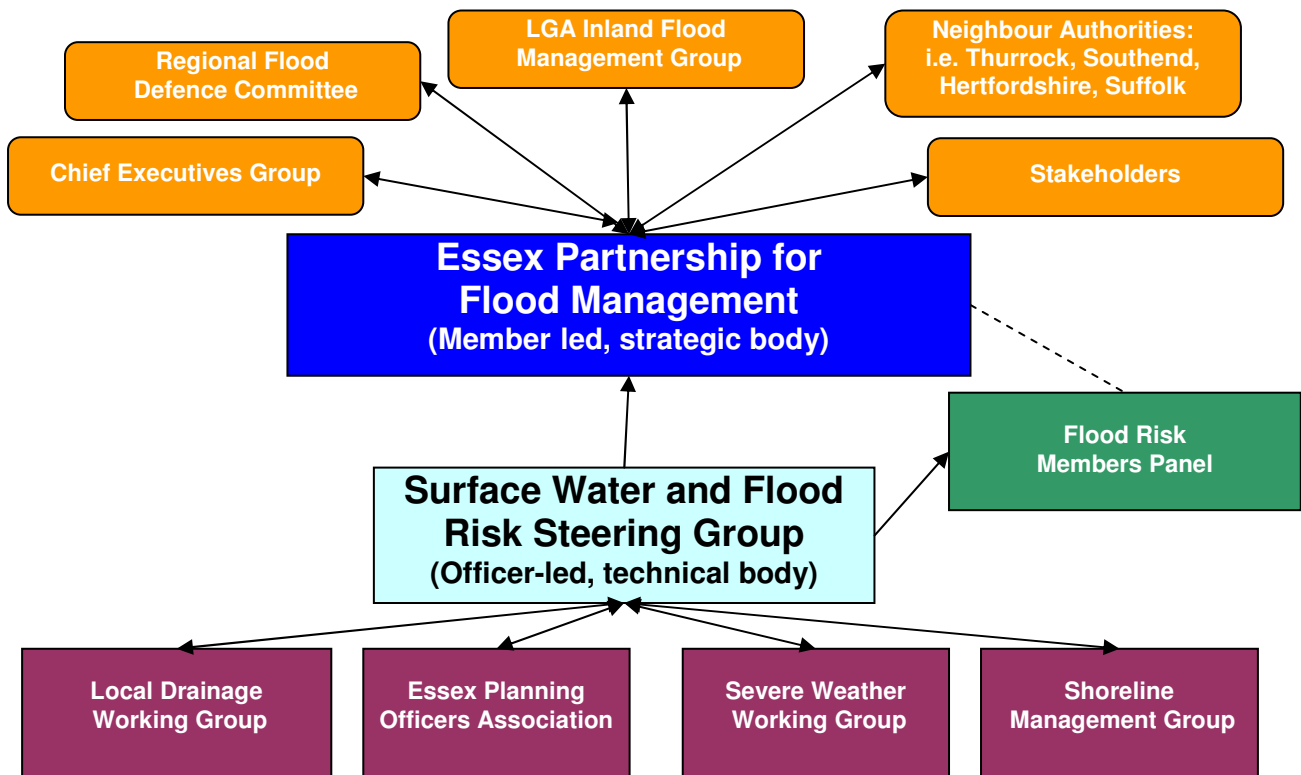 LGA Inland Flood
Management Group
Neighbour Authorities:
i.e. Thurrock, Southend,
Hertfordshire, Suffolk
Regional Flood
Defence Committee
Chief Executives Group
Stakeholders
Essex Partnership for
Flood Management
(Member led, strategic body)
Flood Risk
Members Panel
Surface Water and Flood
Risk Steering Group
(Officer-led, technical body)
Local Drainage
Working Group
Essex Planning
Officers Association
Severe Weather
Working Group
Shoreline
Management Group